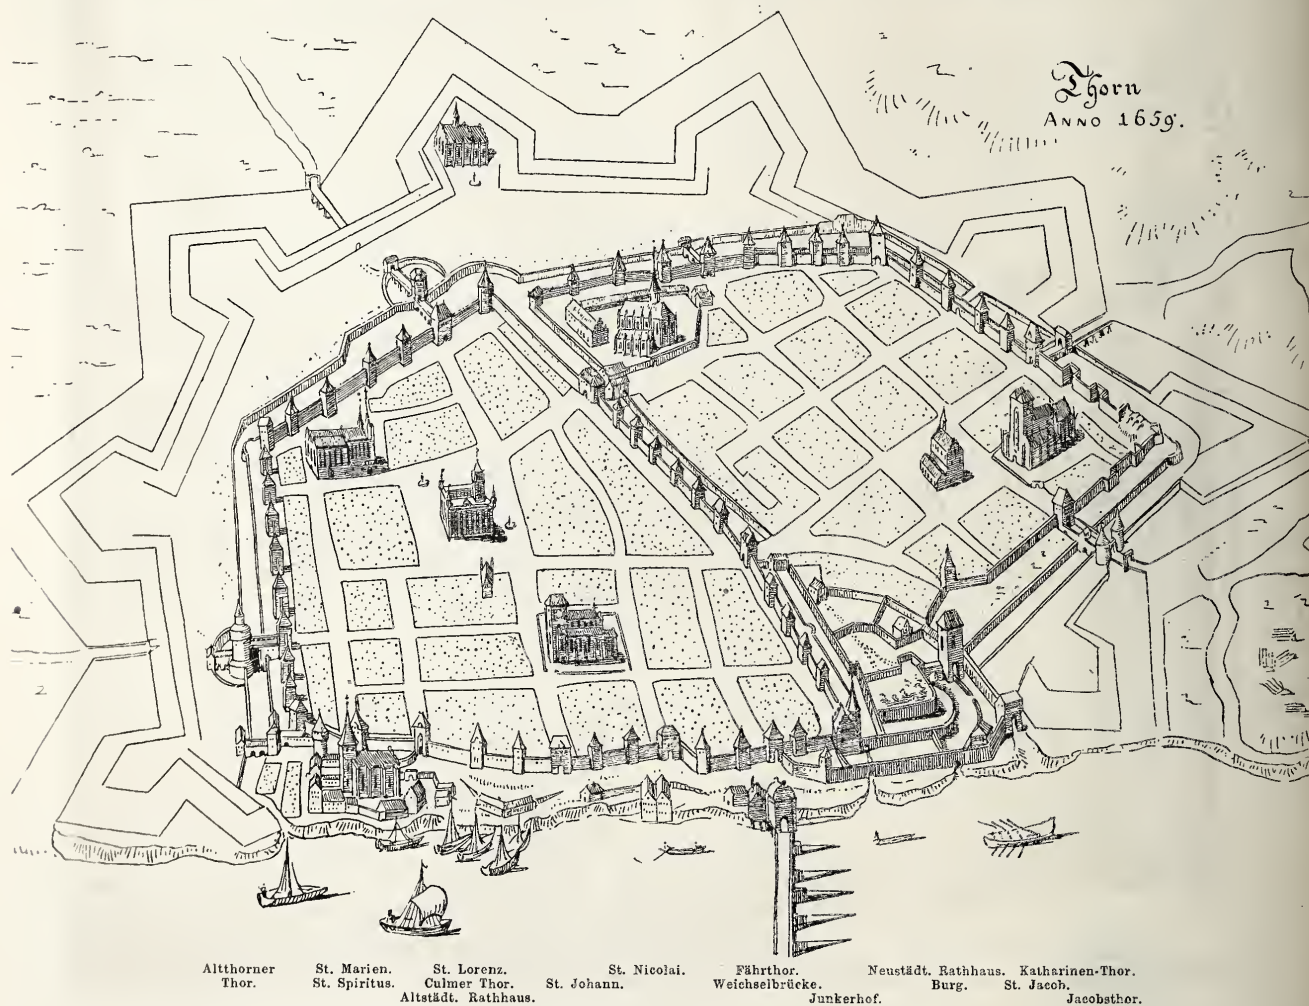 Thorn
ANNO 1659.
Altthorner St. Marien. St. Lorenz. St. Nicolai. Fährthor. Neustädt. Rathhaus. Katharinen-Thor.
Thor. St. Spiritus. Culmer Thor. St. Johann. Weichselbrücke. Burg. St. Jacob.
Altstädt. Rathhaus. Junkerhof. Jacobsthor.